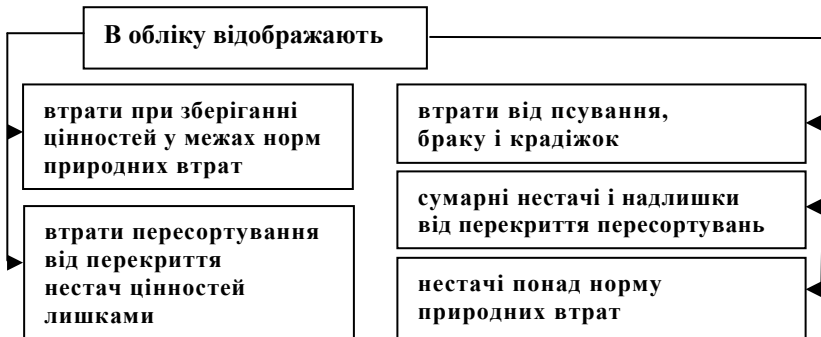 В обліку відображають
втрати при зберіганні
цінностей у межах норм
природних втрат
втрати пересортування
від перекриття
нестач цінностей
лишками
втрати від псування,
браку і крадіжок
сумарні нестачі і надлишки
від перекриття пересортувань
нестачі понад норму
природних втрат